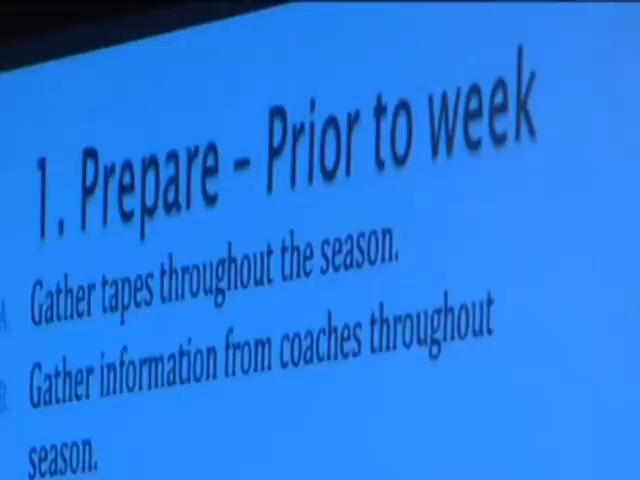 1. Prepare – Prior to week
A Gather tapes throughout the season.
B Gather information from coaches throughout
season.